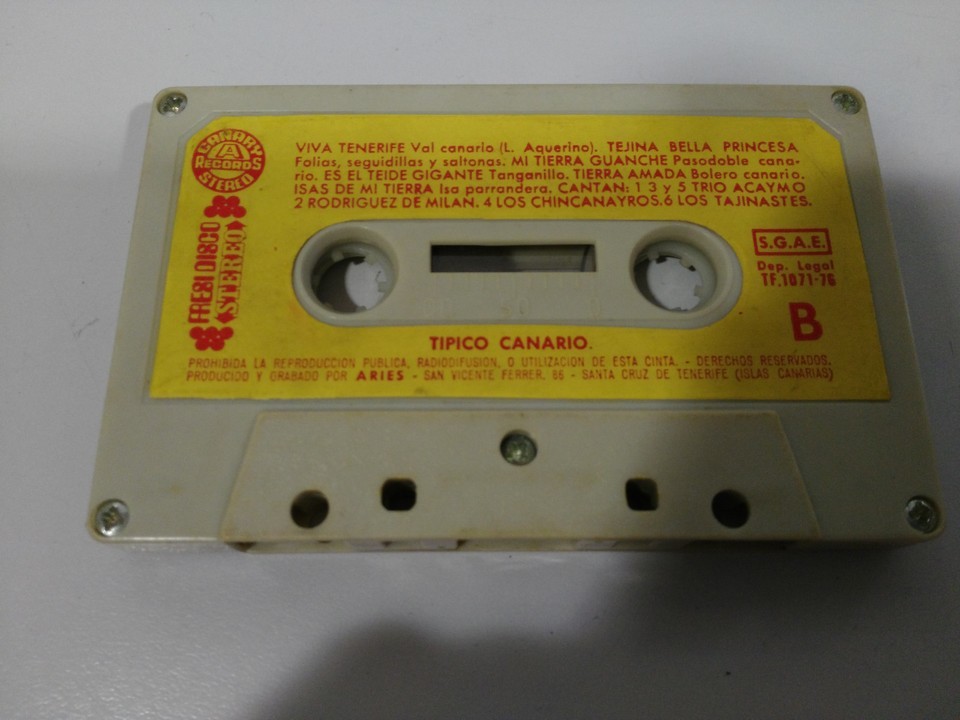 CANARY
A
RECORDS
STEREO
FRESI DISCO
STEREO
VIVA TENERIFE Val canario (L. Aquerino). TEJINA BELLA PRINCESA
Folías, seguidillas y saltonas. MI TIERRA GUANCHE Pasodoble cana-
rio. ES EL TEIDE GIGANTE Tanganillo. TIERRA AMADA Bolero canario.
ISAS DE MI TIERRA Isa parrandera. CANTAN: 1 3 y 5 TRIO ACAYMO
2 RODRIGUEZ DE MILAN. 4 LOS CHINCANAYROS. 6 LOS TAJINASTES.
S.G.A.E.
Dep. Legal
TF.1071-76
B
TIPICO CANARIO.
PROHIBIDA LA REPRODUCCION PUBLICA, RADIODIFUSION, O UTILIZACION DE ESTA CINTA. - DERECHOS RESERVADOS.
PRODUCIDO Y GRABADO POR ARIES - SAN VICENTE FERRER, 86 - SANTA CRUZ DE TENERIFE (ISLAS CANARIAS)